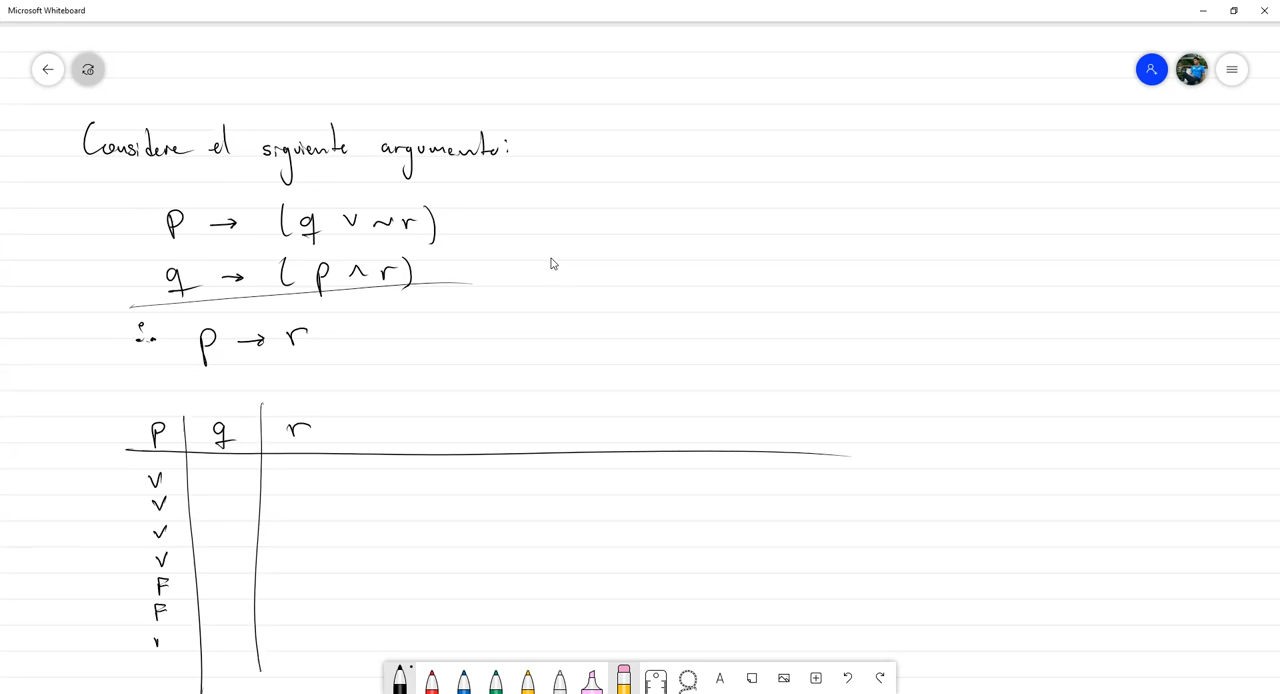 Microsoft Whiteboard
Considere el siguiente argumento:
p → (q ∨ ~r)
q → (p ∧ r)
∴ p → r
p q r
V
V
V
V
F
F
A